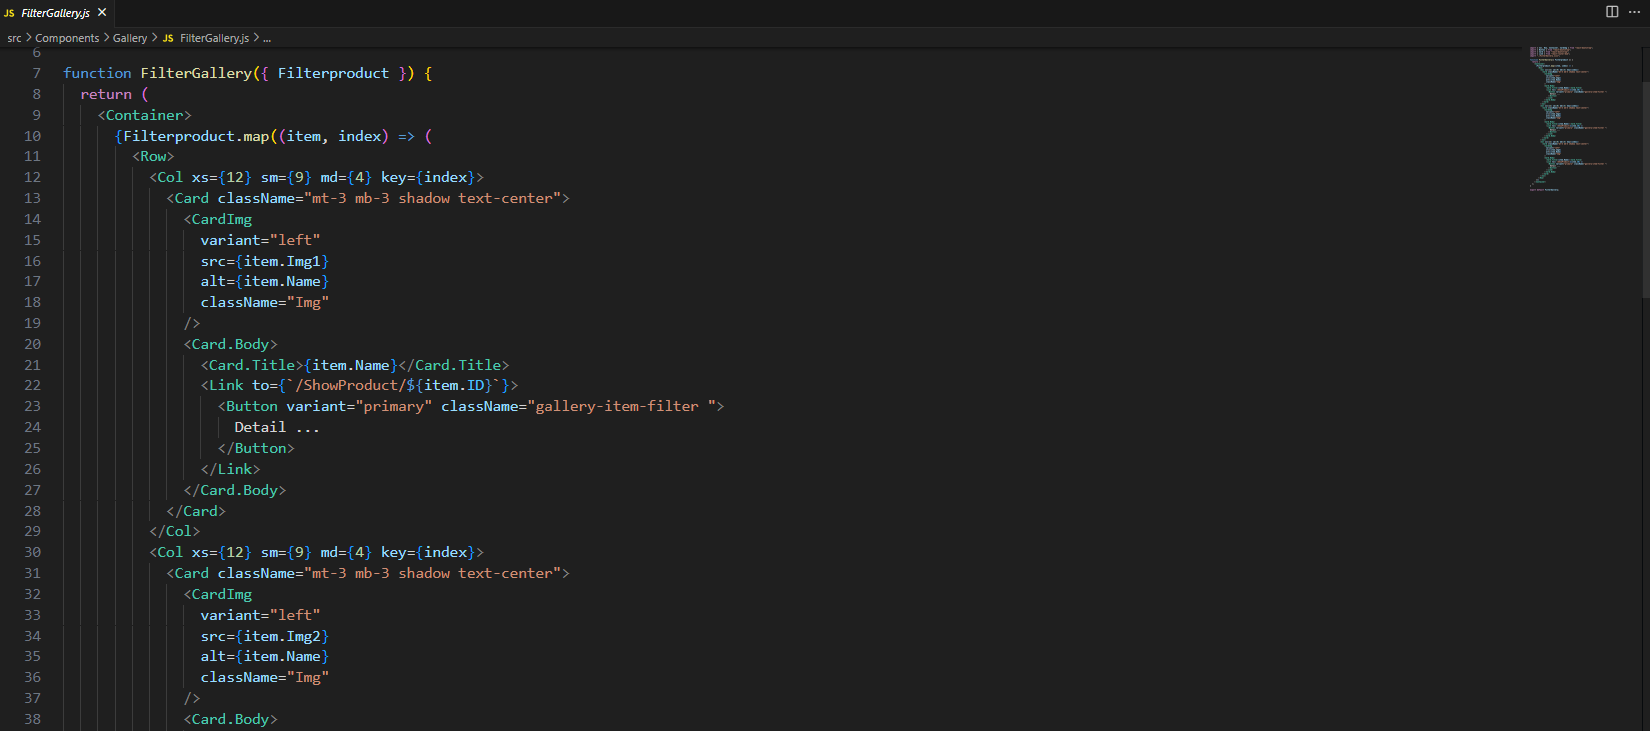 JS FilterGallery.js ×
src > Components > Gallery > JS FilterGallery.js > ...
6
7 function FilterGallery({ Filterproduct }) {
8 return (
9 <Container>
10 {Filterproduct.map((item, index) => (
11 <Row>
12 <Col xs={12} sm={9} md={4} key={index}>
13 <Card className="mt-3 mb-3 shadow text-center">
14 <CardImg
15 variant="left"
16 src={item.Img1}
17 alt={item.Name}
18 className="Img"
19 />
20 <Card.Body>
21 <Card.Title>{item.Name}</Card.Title>
22 <Link to={`/ShowProduct/${item.ID}`}>
23 <Button variant="primary" className="gallery-item-filter ">
24 Detail ...
25 </Button>
26 </Link>
27 </Card.Body>
28 </Card>
29 </Col>
30 <Col xs={12} sm={9} md={4} key={index}>
31 <Card className="mt-3 mb-3 shadow text-center">
32 <CardImg
33 variant="left"
34 src={item.Img2}
35 alt={item.Name}
36 className="Img"
37 />
38 <Card.Body>